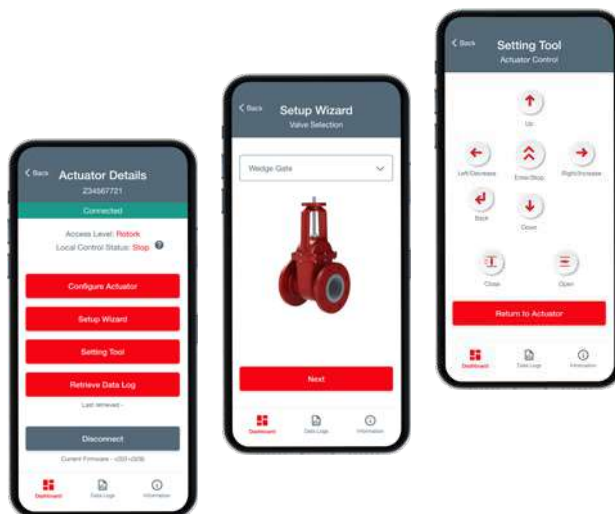 Back
Actuator Details
234567721
Connected
Access Level: Rotork
Local Control Status: Stop
Configure Actuator
Setup Wizard
Setting Tool
Retrieve Data Log
Last retrieved -
Disconnect
Dashboard
Data Logs
Information
Back
Setup Wizard
Valve Selection
Wedge Gate
Next
Dashboard
Data Logs
Information
Back
Setting Tool
Actuator Control
Up
Left/Decrease
Enter/Stop
Right/Increase
Back
Down
Close
Open
Return to Actuator
Dashboard
Data Logs
Information